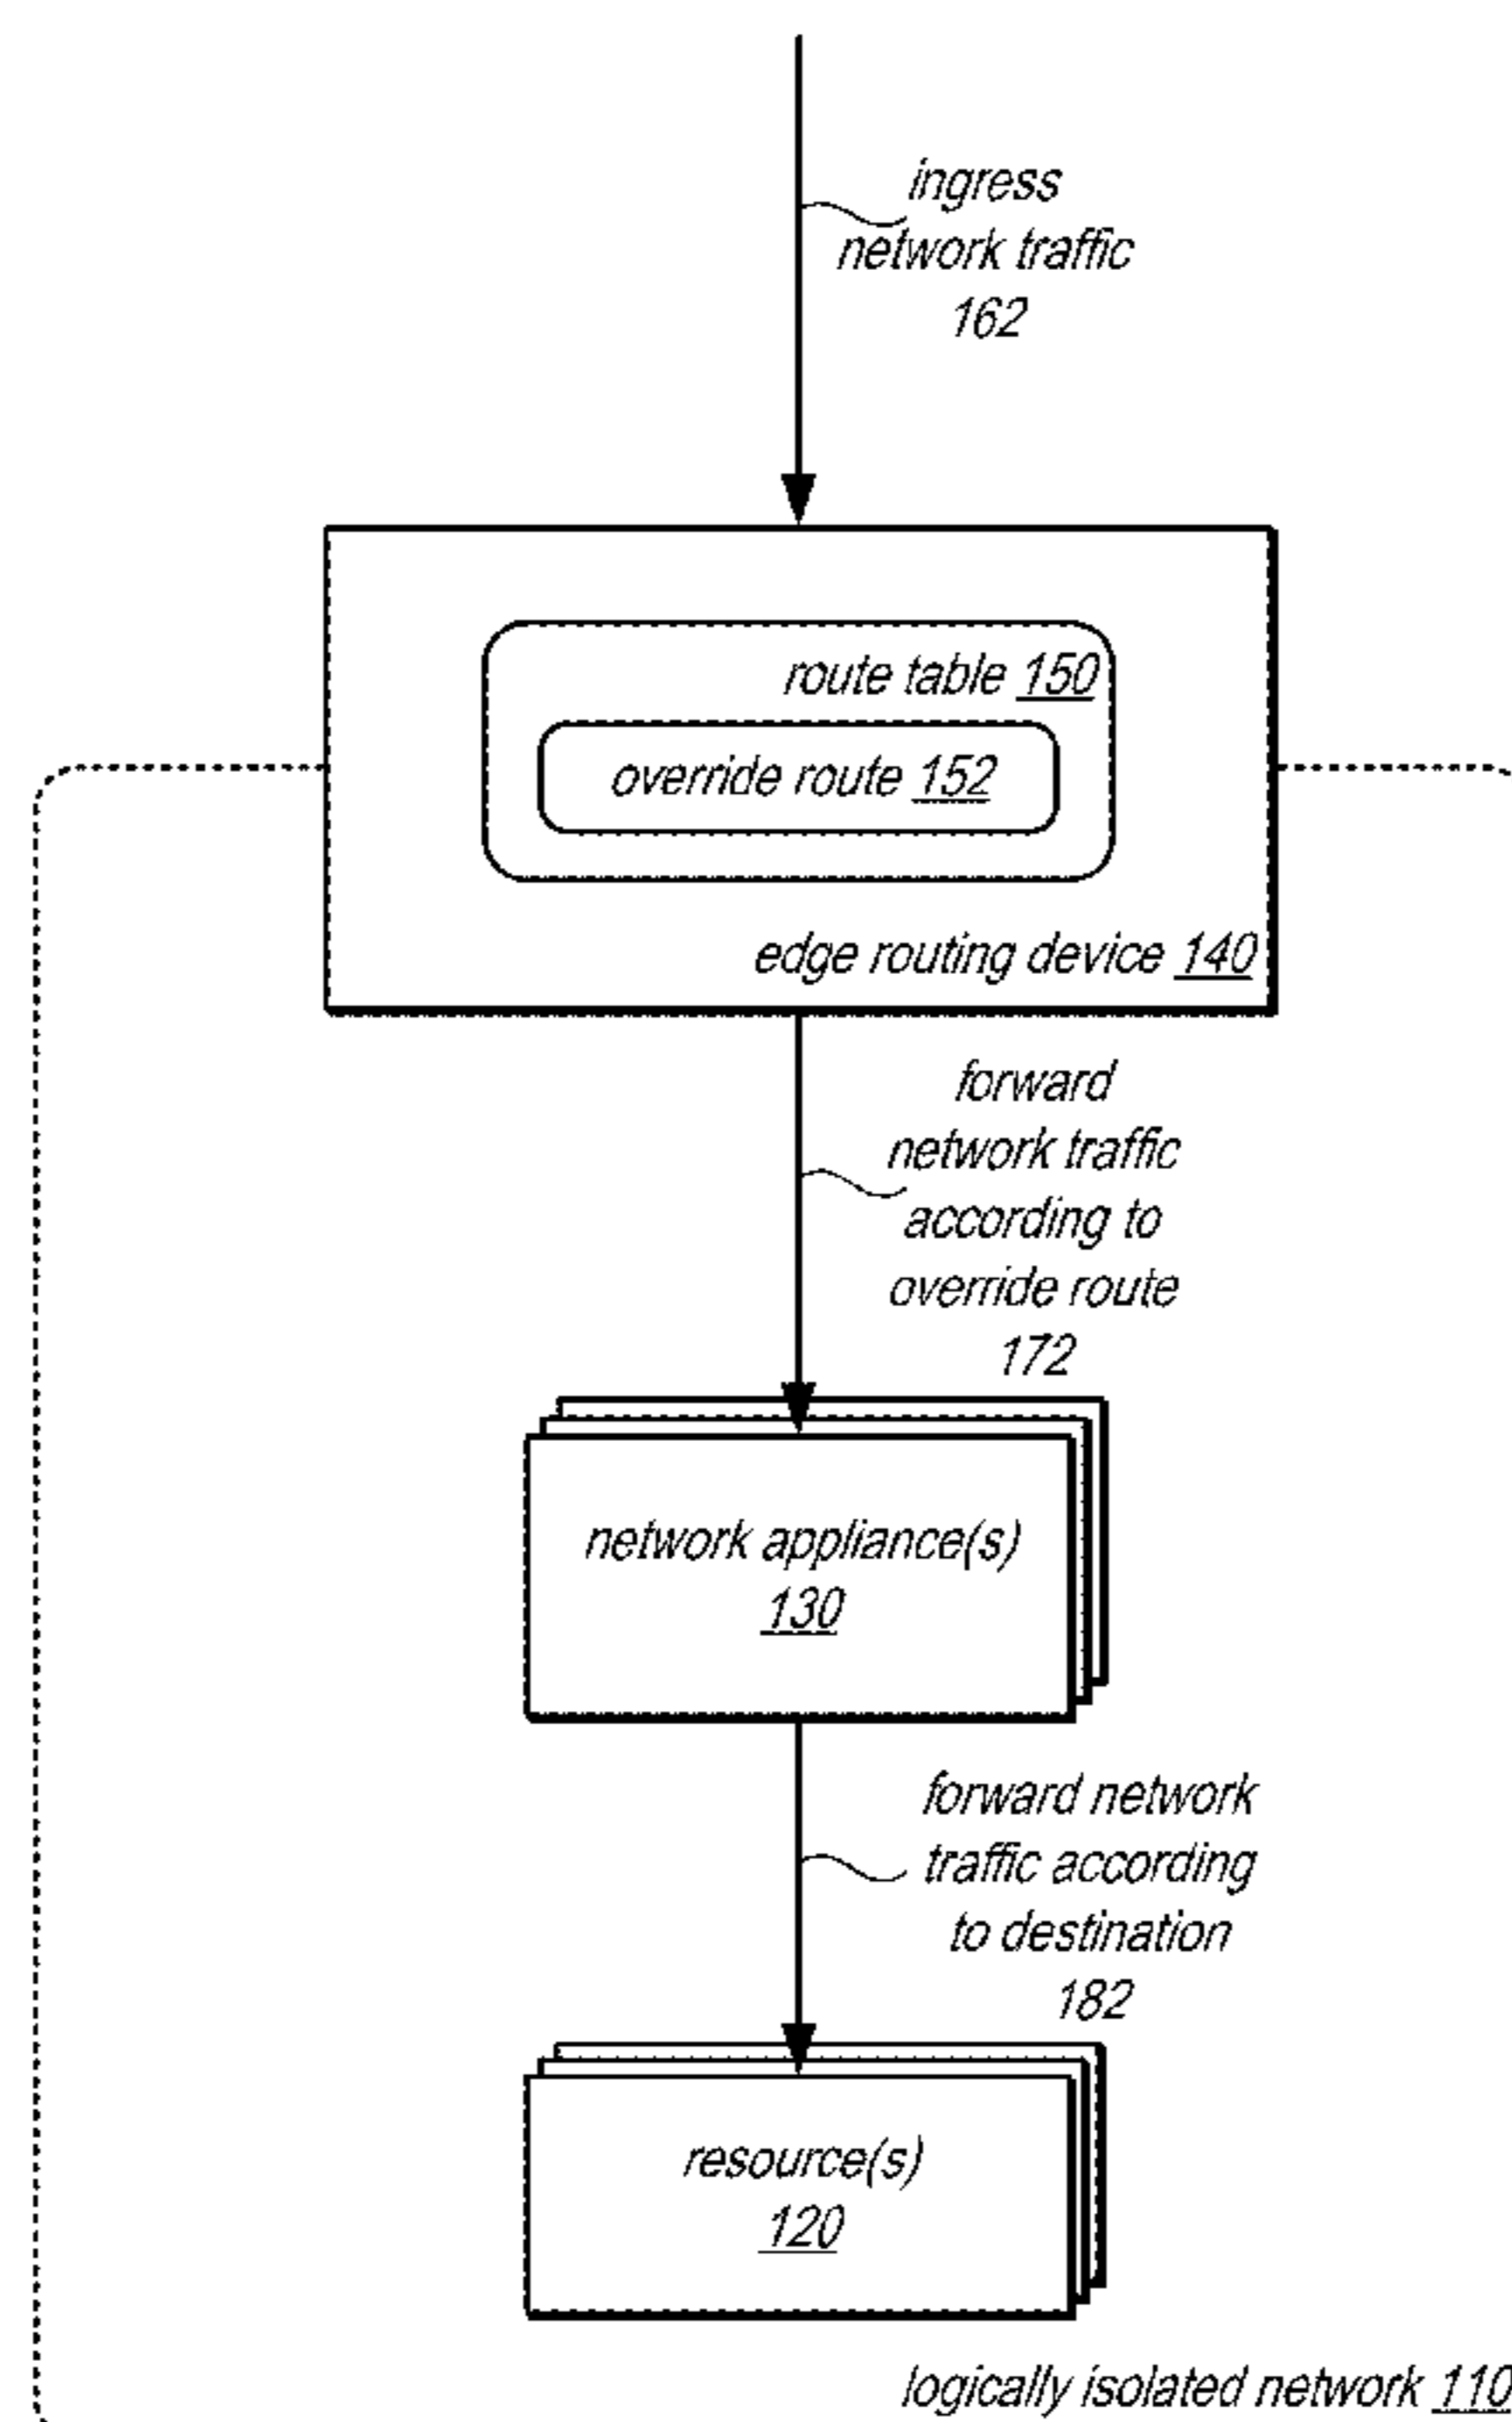 ingress
network traffic
162
route table 150
override route 152
edge routing device 140
forward
network traffic
according to
override route
172
network appliance(s)
130
forward network
traffic according
to destination
182
resource(s)
120
logically isolated network 110